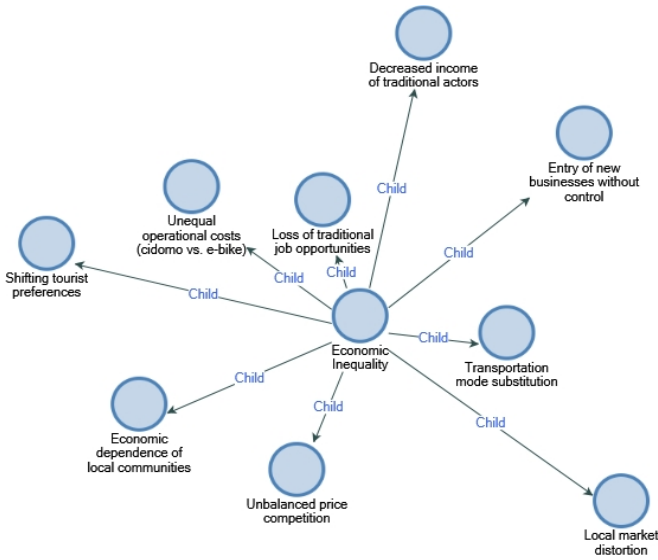 Decreased income
of traditional actors
Child
Entry of new
businesses without
control
Child
Unequal
operational costs
(cidomo vs. e-bike)
Child
Loss of traditional
job opportunities
Child
Shifting tourist
preferences
Child
Economic
Inequality
Child
Transportation
mode substitution
Child
Economic
dependence of
local communities
Child
Unbalanced price
competition
Child
Local market
distortion